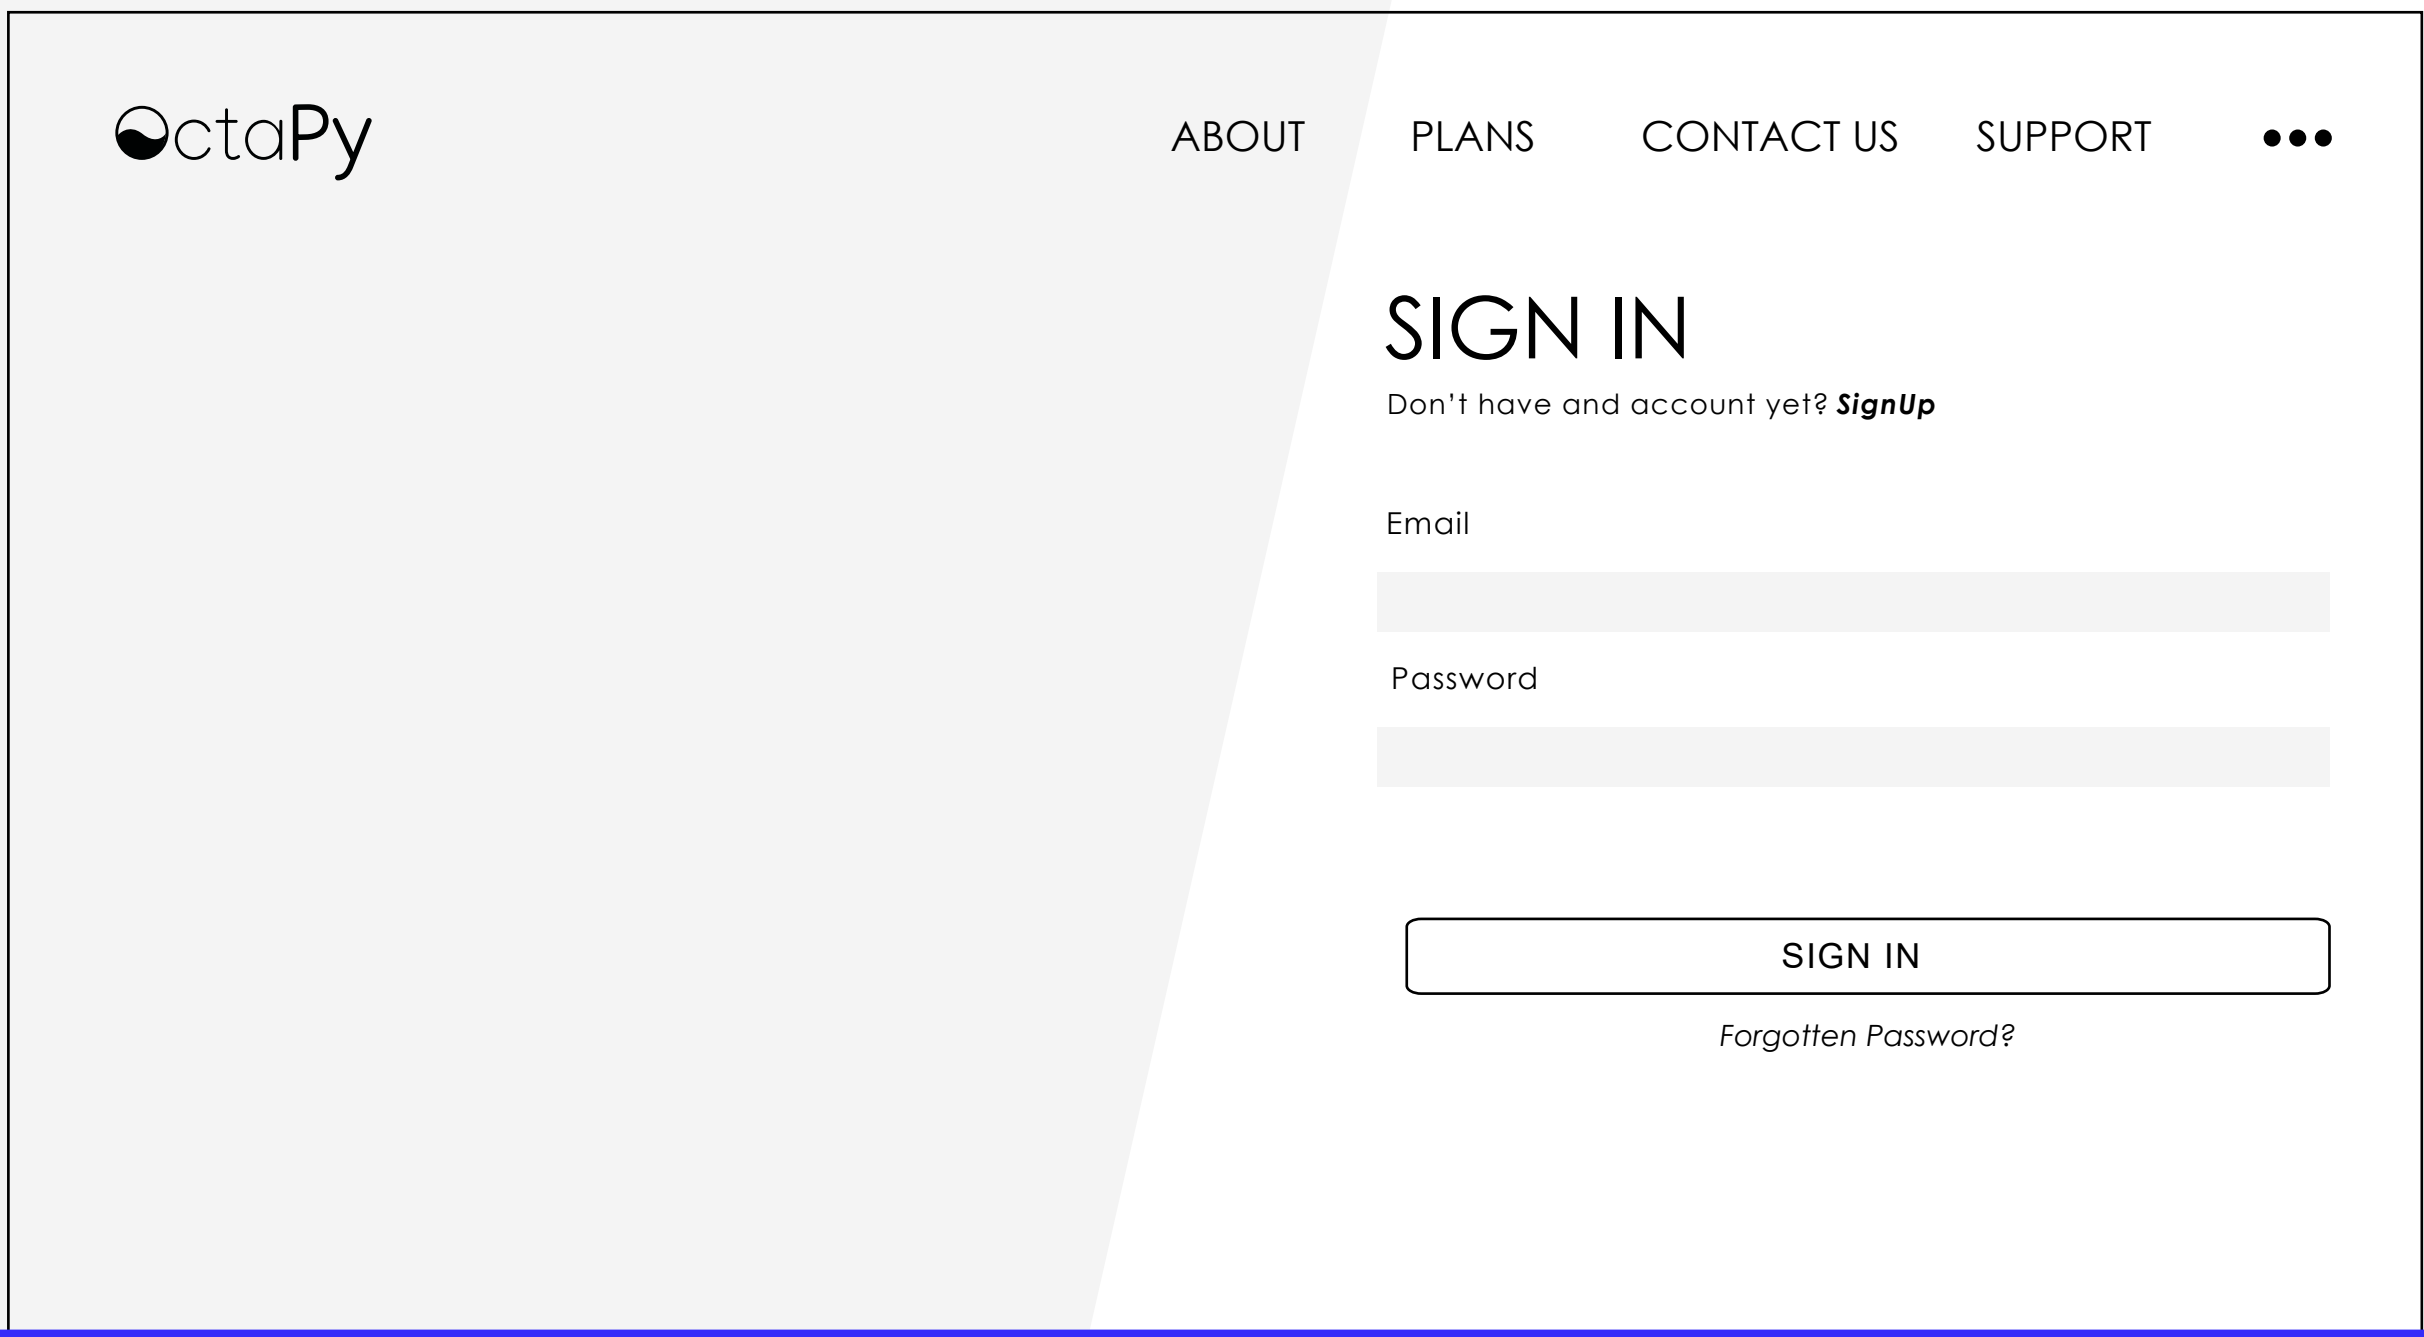 OctaPy
ABOUT PLANS CONTACT US SUPPORT
SIGN IN
Don’t have and account yet? SignUp
Email
Password
SIGN IN
Forgotten Password?